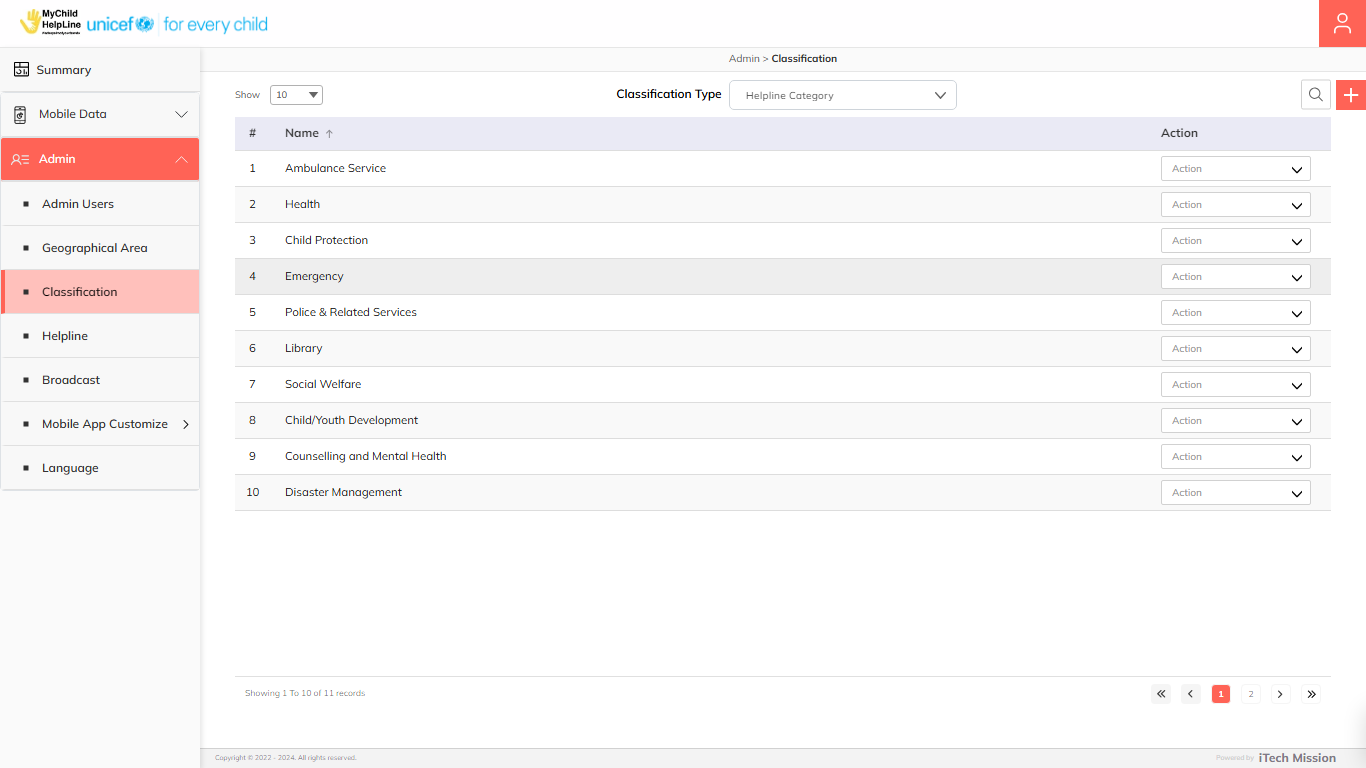 MyChild
HelpLine
unicef for every child
Summary
Mobile Data
Admin
Admin Users
Geographical Area
Classification
Helpline
Broadcast
Mobile App Customize
Language
Admin > Classification
Show 10
Classification Type Helpline Category
# Name Action
1 Ambulance Service Action
2 Health Action
3 Child Protection Action
4 Emergency Action
5 Police & Related Services Action
6 Library Action
7 Social Welfare Action
8 Child/Youth Development Action
9 Counselling and Mental Health Action
10 Disaster Management Action
Showing 1 To 10 of 11 records
1 2
Copyright © 2022 - 2024. All rights reserved.
Powered by iTech Mission